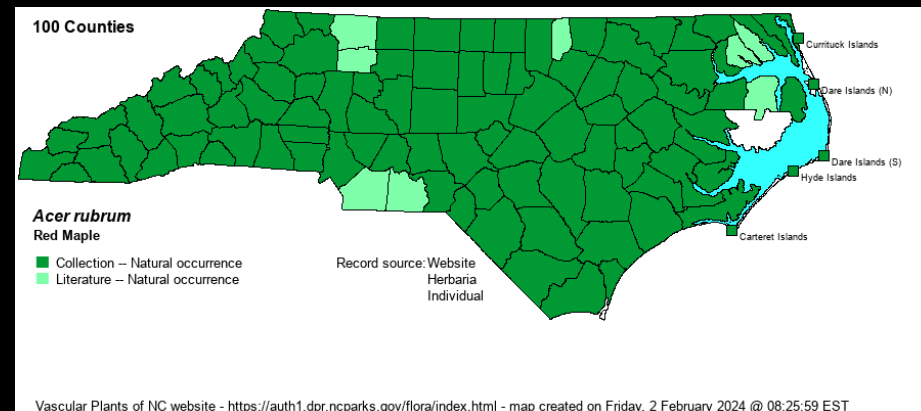 100 Counties
Currituck Islands
Dare Islands (N)
Dare Islands (S)
Hyde Islands
Carteret Islands
Acer rubrum
Red Maple
Collection -- Natural occurrence
Literature -- Natural occurrence
Record source: Website
Herbaria
Individual
Vascular Plants of NC website - https://auth1.dpr.ncparks.gov/flora/index.html - map created on Friday, 2 February 2024 @ 08:25:59 EST